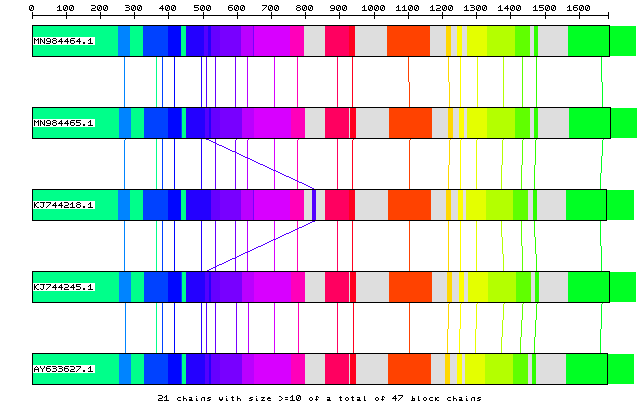 0 100 200 300 400 500 600 700 800 900 1000 1100 1200 1300 1400 1500 1600
MN984464.1
MN984465.1
KJ744218.1
KJ744245.1
AY633627.1
21 chains with size >=10 of a total of 47 block chains